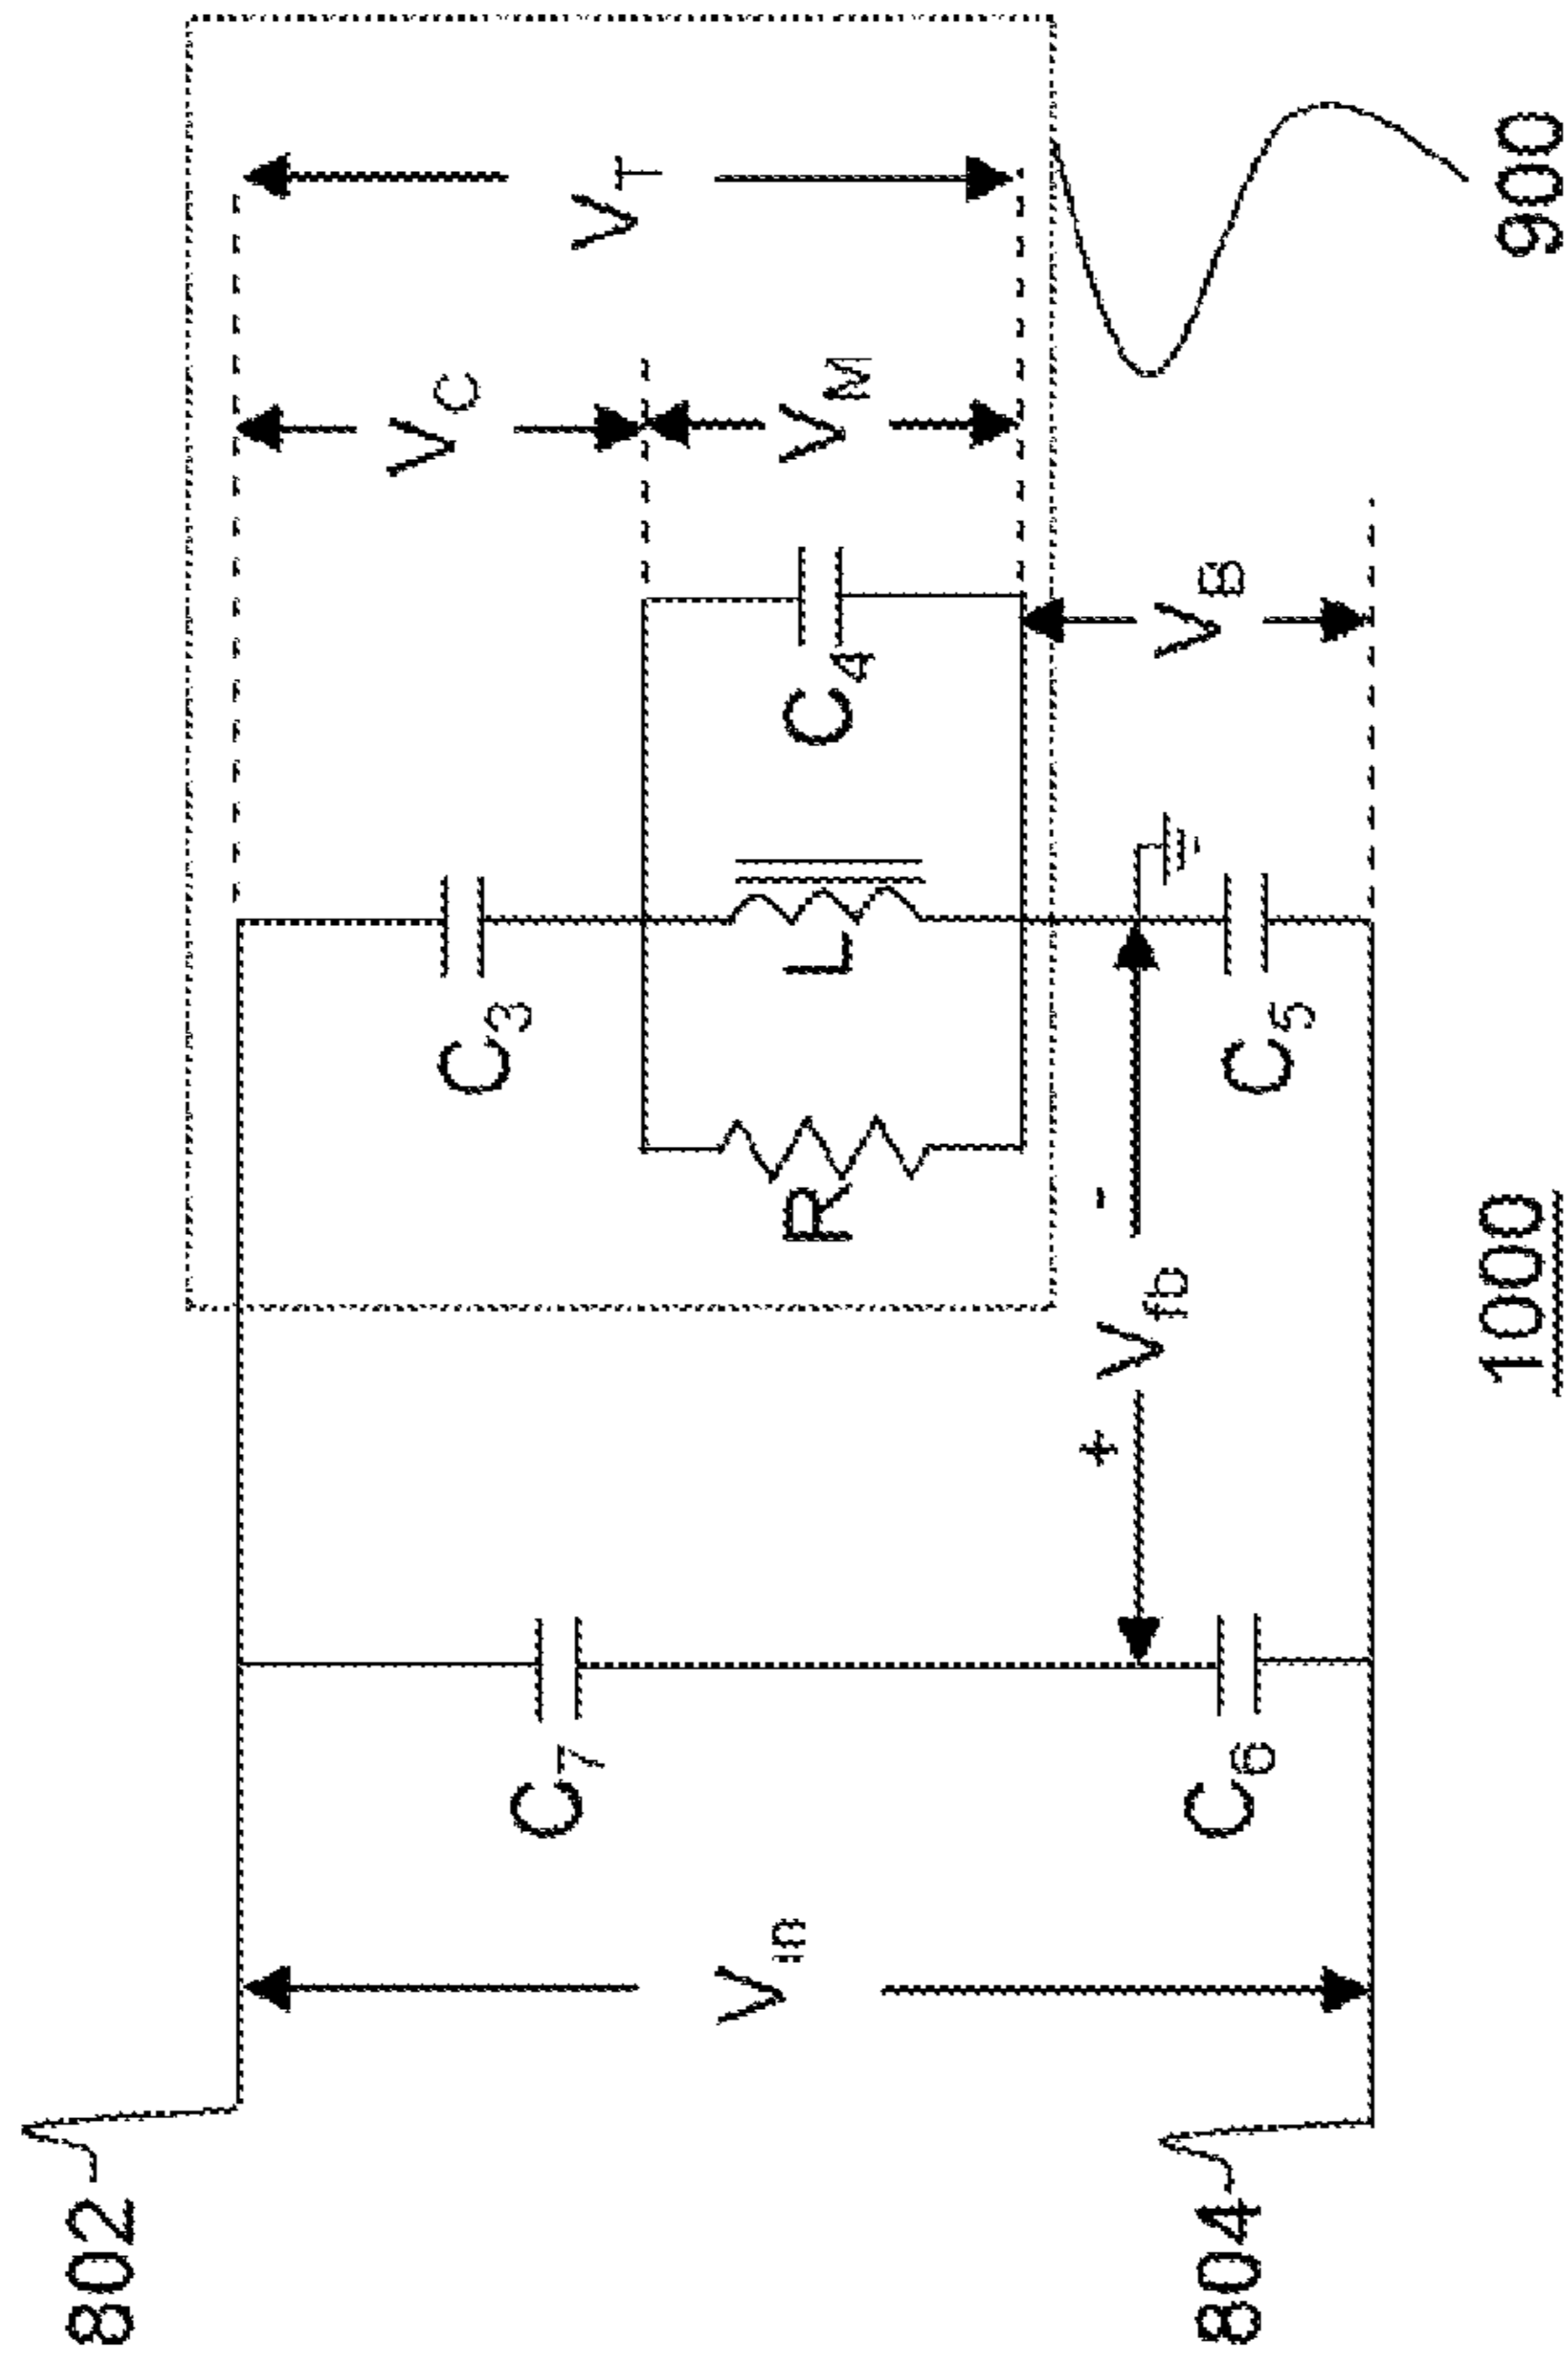 802
804
V_in
C_7
C_6
+ V_fb -
R
C_3
L
C_5
C_4
V_C
V_M
V_B
V_T
900
1000